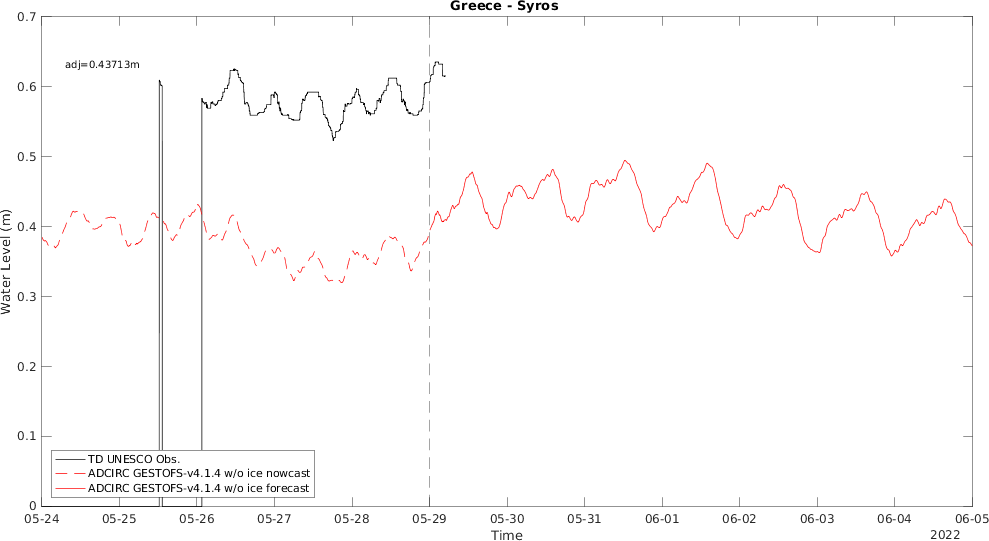 Greece - Syros
adj=0.43713m
Water Level (m)
0.7
0.6
0.5
0.4
0.3
0.2
0.1
0
TD UNESCO Obs.
ADCIRC GESTOFS-v4.1.4 w/o ice nowcast
ADCIRC GESTOFS-v4.1.4 w/o ice forecast
05-24 05-25 05-26 05-27 05-28 05-29 05-30 05-31 06-01 06-02 06-03 06-04 06-05
Time
2022